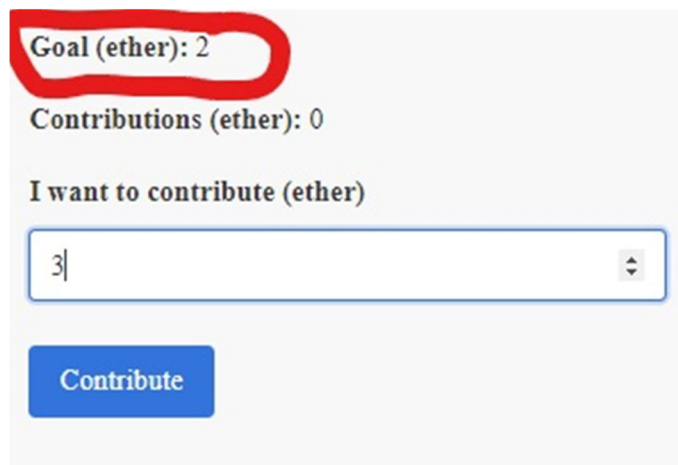 Goal (ether): 2
Contributions (ether): 0
I want to contribute (ether)
3
Contribute